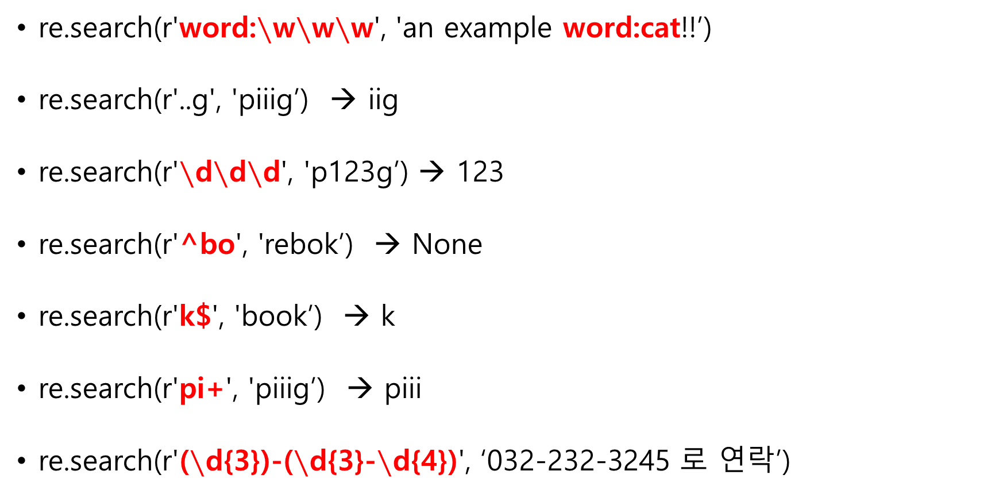 • re.search(r'word:\w\w\w', 'an example word:cat!!’)
• re.search(r'..g', 'piiig’) → iig
• re.search(r'\d\d\d', 'p123g’) → 123
• re.search(r'^bo', 'rebok’) → None
• re.search(r'k$', 'book’) → k
• re.search(r'pi+', 'piiig’) → piii
• re.search(r'(\d{3})-(\d{3}-\d{4})', ‘032-232-3245 로 연락’)